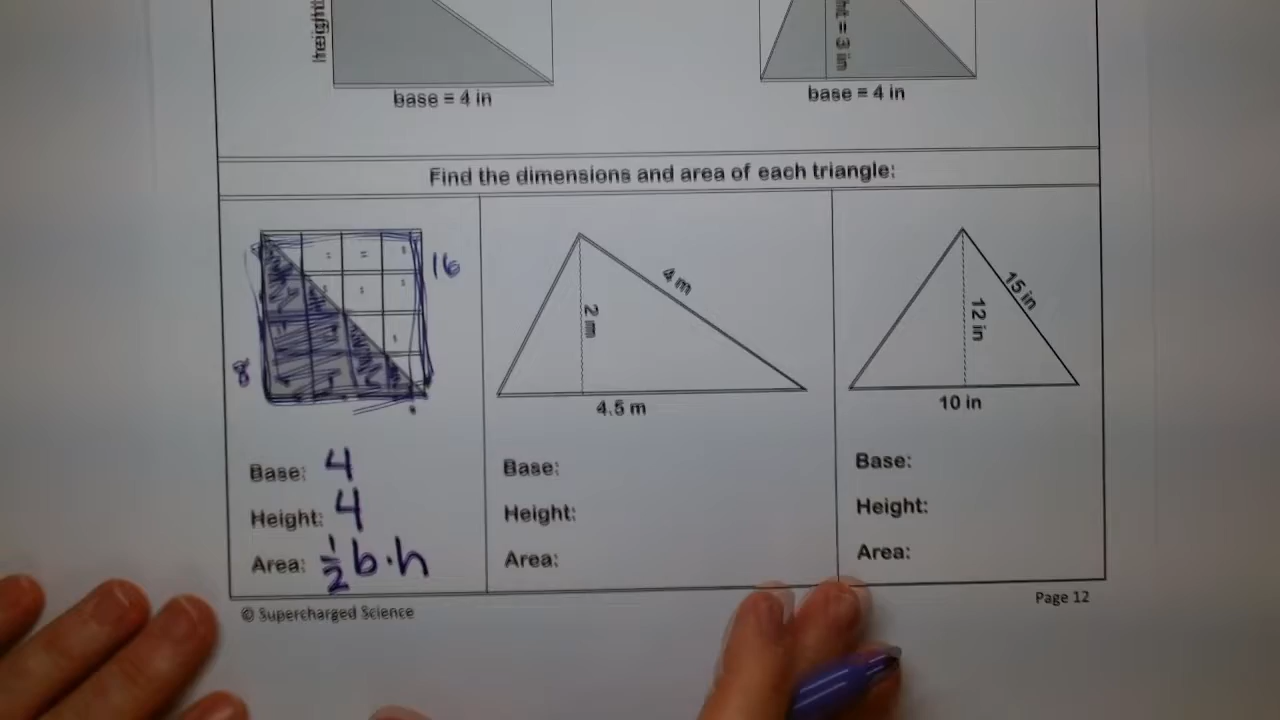 height
ht = 3 in
base = 4 in
base = 4 in
Find the dimensions and area of each triangle:
16
8
4 m
2 m
4.5 m
15 in
12 in
10 in
Base: 4
Height: 4
Area: 1/2 b·h
Base:
Height:
Area:
Base:
Height:
Area:
© Supercharged Science
Page 12